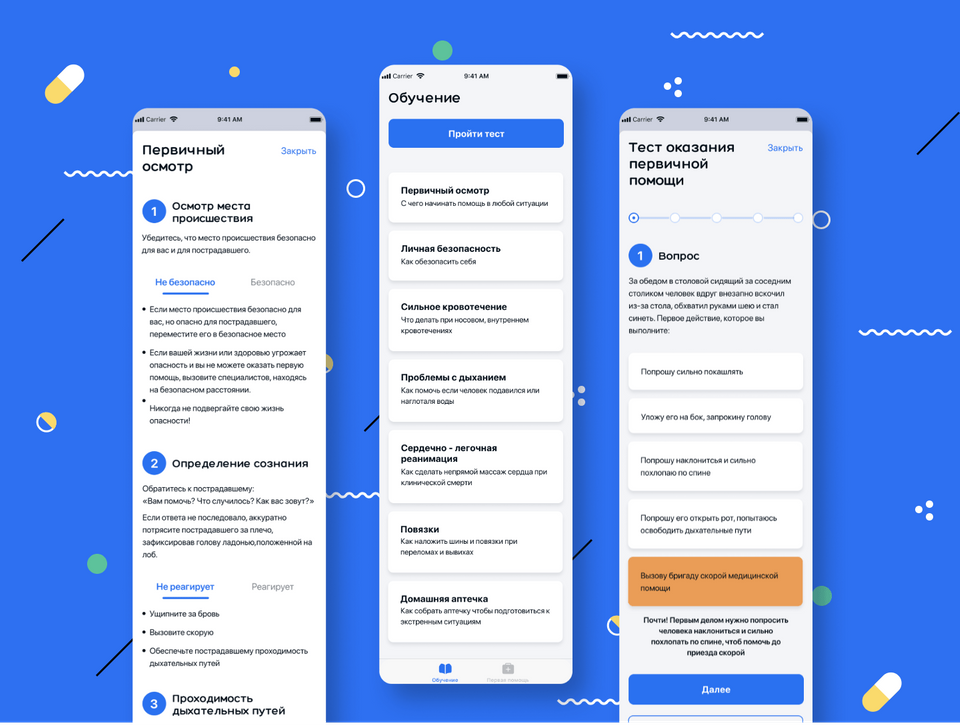 Carrier
9:41 AM
Первичный
осмотр
Закрыть
1
Осмотр места
происшествия
Убедитесь, что место происшествия безопасно
для вас и для пострадавшего.
Не безопасно
Безопасно
• Если место происшествия безопасно для
вас, но опасно для пострадавшего,
переместите его в безопасное место
• Если вашей жизни или здоровью угрожает
опасность и вы не можете оказать первую
помощь, вызовите специалистов, находясь
на безопасном расстоянии.
•
Никогда не подвергайте свою жизнь
опасности!
2
Определение сознания
Обратитесь к пострадавшему:
«Вам помочь? Что случилось? Как вас зовут?»
Если ответа не последовало, аккуратно
потрясите пострадавшего за плечо,
зафиксировав голову ладонью,положенной на
лоб.
Не реагирует
Реагирует
• Ущипните за бровь
• Вызовите скорую
• Обеспечьте пострадавшему проходимость
дыхательных путей
3
Проходимость
дыхательных путей
Carrier
9:41 AM
Обучение
Пройти тест
Первичный осмотр
С чего начинать помощь в любой ситуации
Личная безопасность
Как обезопасить себя
Сильное кровотечение
Что делать при носовом, внутреннем
кровотечениях
Проблемы с дыханием
Как помочь если человек подавился или
наглотался воды
Сердечно - легочная
реанимация
Как сделать непрямой массаж сердца при
клинической смерти
Повязки
Как наложить шины и повязки при
переломах и вывихах
Домашняя аптечка
Как собрать аптечку чтобы подготовиться к
экстренным ситуациям
Обучение
Первая помощь
Carrier
9:41 AM
Тест оказания
первичной
помощи
Закрыть
1
Вопрос
За обедом в столовой сидящий за соседним
столиком человек вдруг внезапно вскочил
из-за стола, обхватил руками шею и стал
синеть. Первое действие, которое вы
выполните:
Попрошу сильно покашлять
Уложу его на бок, запрокину голову
Попрошу наклонитсья и сильно
похлопаю по спине
Попрошу его открыть рот, попытаюсь
освободить дыхательные пути
Вызову бригаду скорой медицинской
помощи
Почти! Первым делом нужно попросить
человека наклониться и сильно
похлопать по спине, чтоб помочь до
приезда скорой
Далее